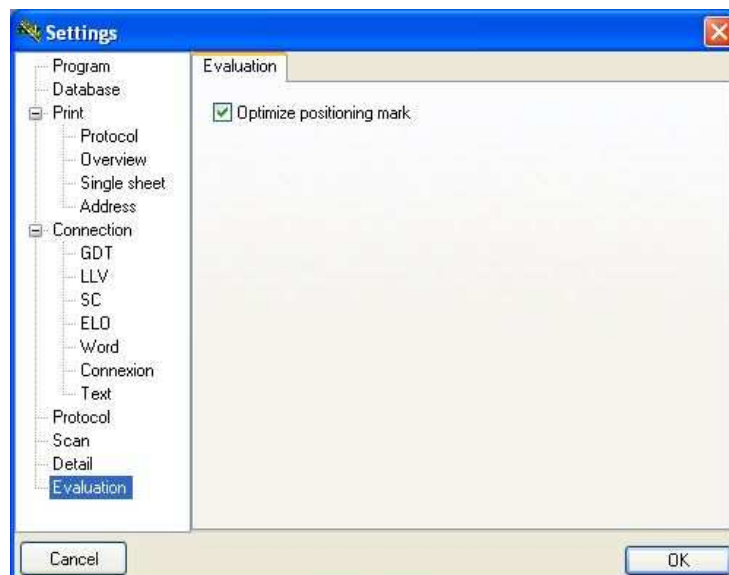 Settings
Program
Database
Print
Protocol
Overview
Single sheet
Address
Connection
GDT
LLV
SC
ELO
Word
Connexion
Text
Protocol
Scan
Detail
Evaluation
Evaluation
Optimize positioning mark
Cancel
OK